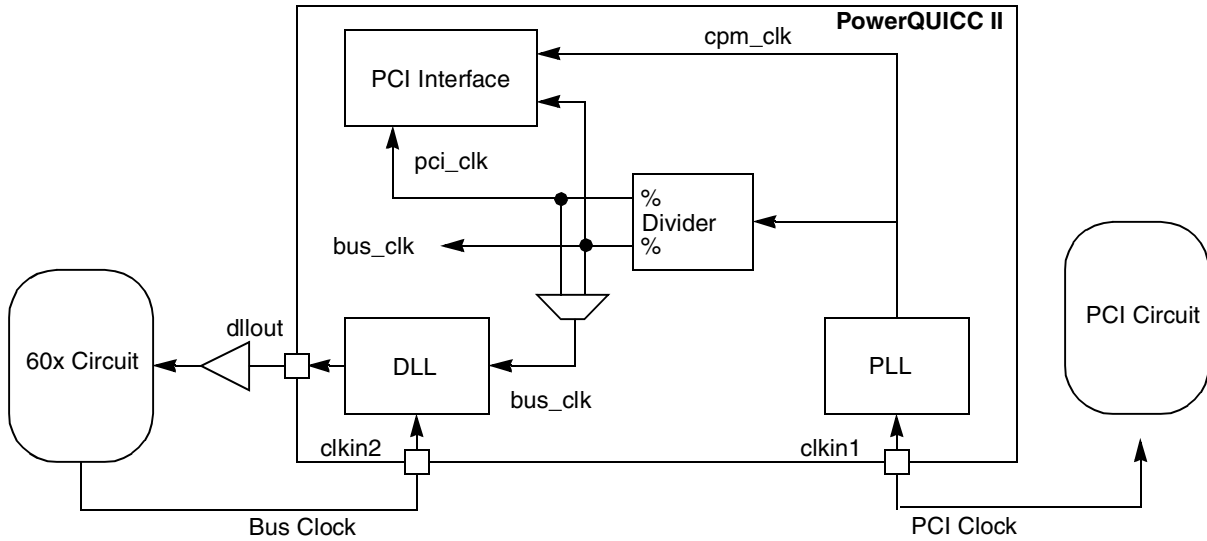 PowerQUICC II
cpm_clk
PCI Interface
pci_clk
%
Divider
%
bus_clk
PCI Circuit
dllout
60x Circuit
DLL
PLL
bus_clk
clkin2
clkin1
Bus Clock
PCI Clock